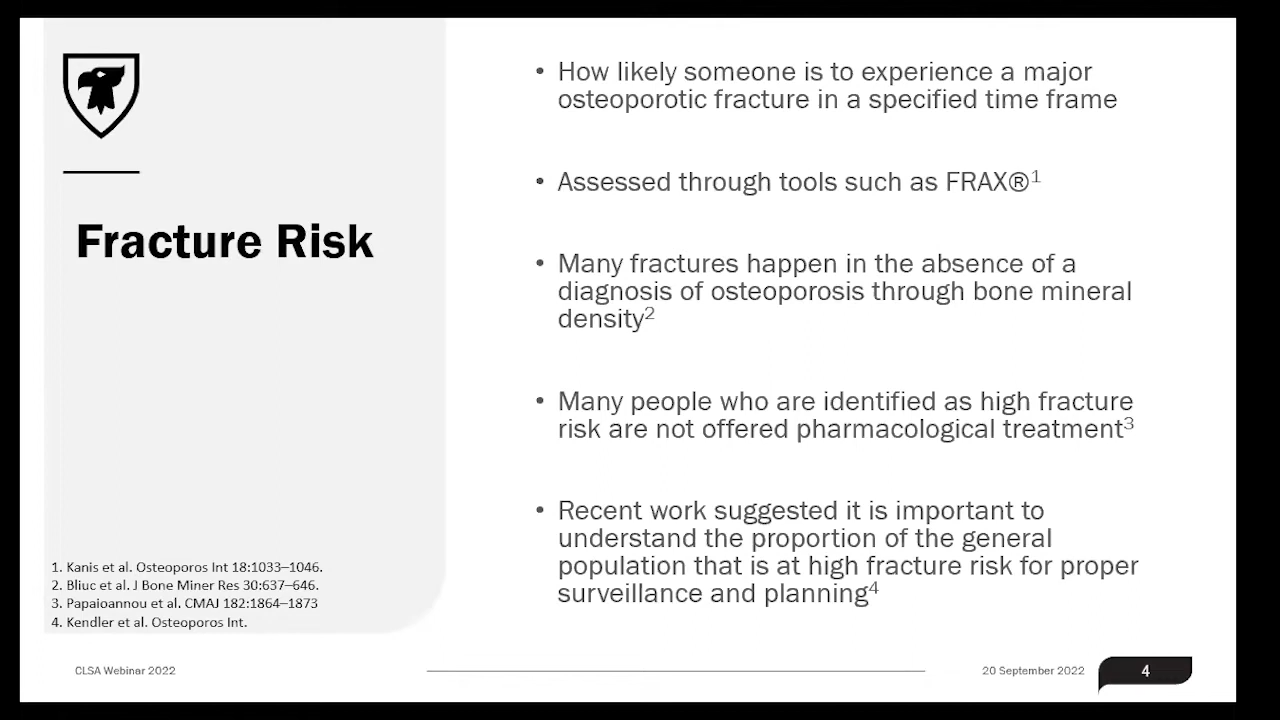 Fracture Risk
• How likely someone is to experience a major
osteoporotic fracture in a specified time frame
• Assessed through tools such as FRAX®1
• Many fractures happen in the absence of a
diagnosis of osteoporosis through bone mineral
density2
• Many people who are identified as high fracture
risk are not offered pharmacological treatment3
• Recent work suggested it is important to
understand the proportion of the general
population that is at high fracture risk for proper
surveillance and planning4
1. Kanis et al. Osteoporos Int 18:1033–1046.
2. Bliuc et al. J Bone Miner Res 30:637–646.
3. Papaioannou et al. CMAJ 182:1864–1873
4. Kendler et al. Osteoporos Int.
CLSA Webinar 2022
20 September 2022
4